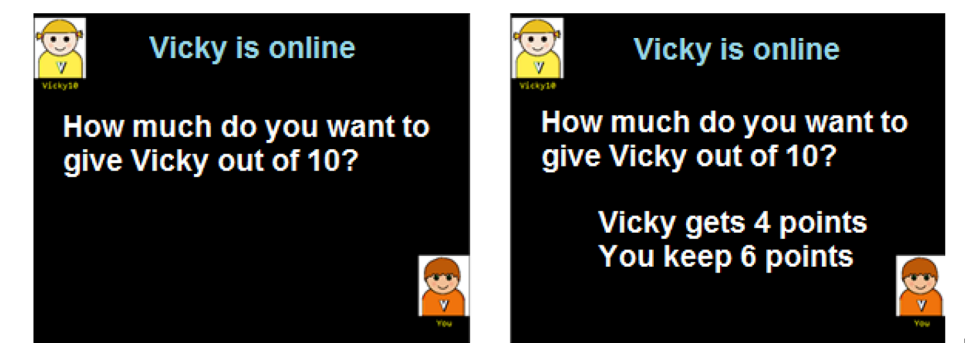 Vicky is online
V
Vicky10
How much do you want to
give Vicky out of 10?
V
You
Vicky is online
V
Vicky10
How much do you want to
give Vicky out of 10?
Vicky gets 4 points
You keep 6 points
V
You